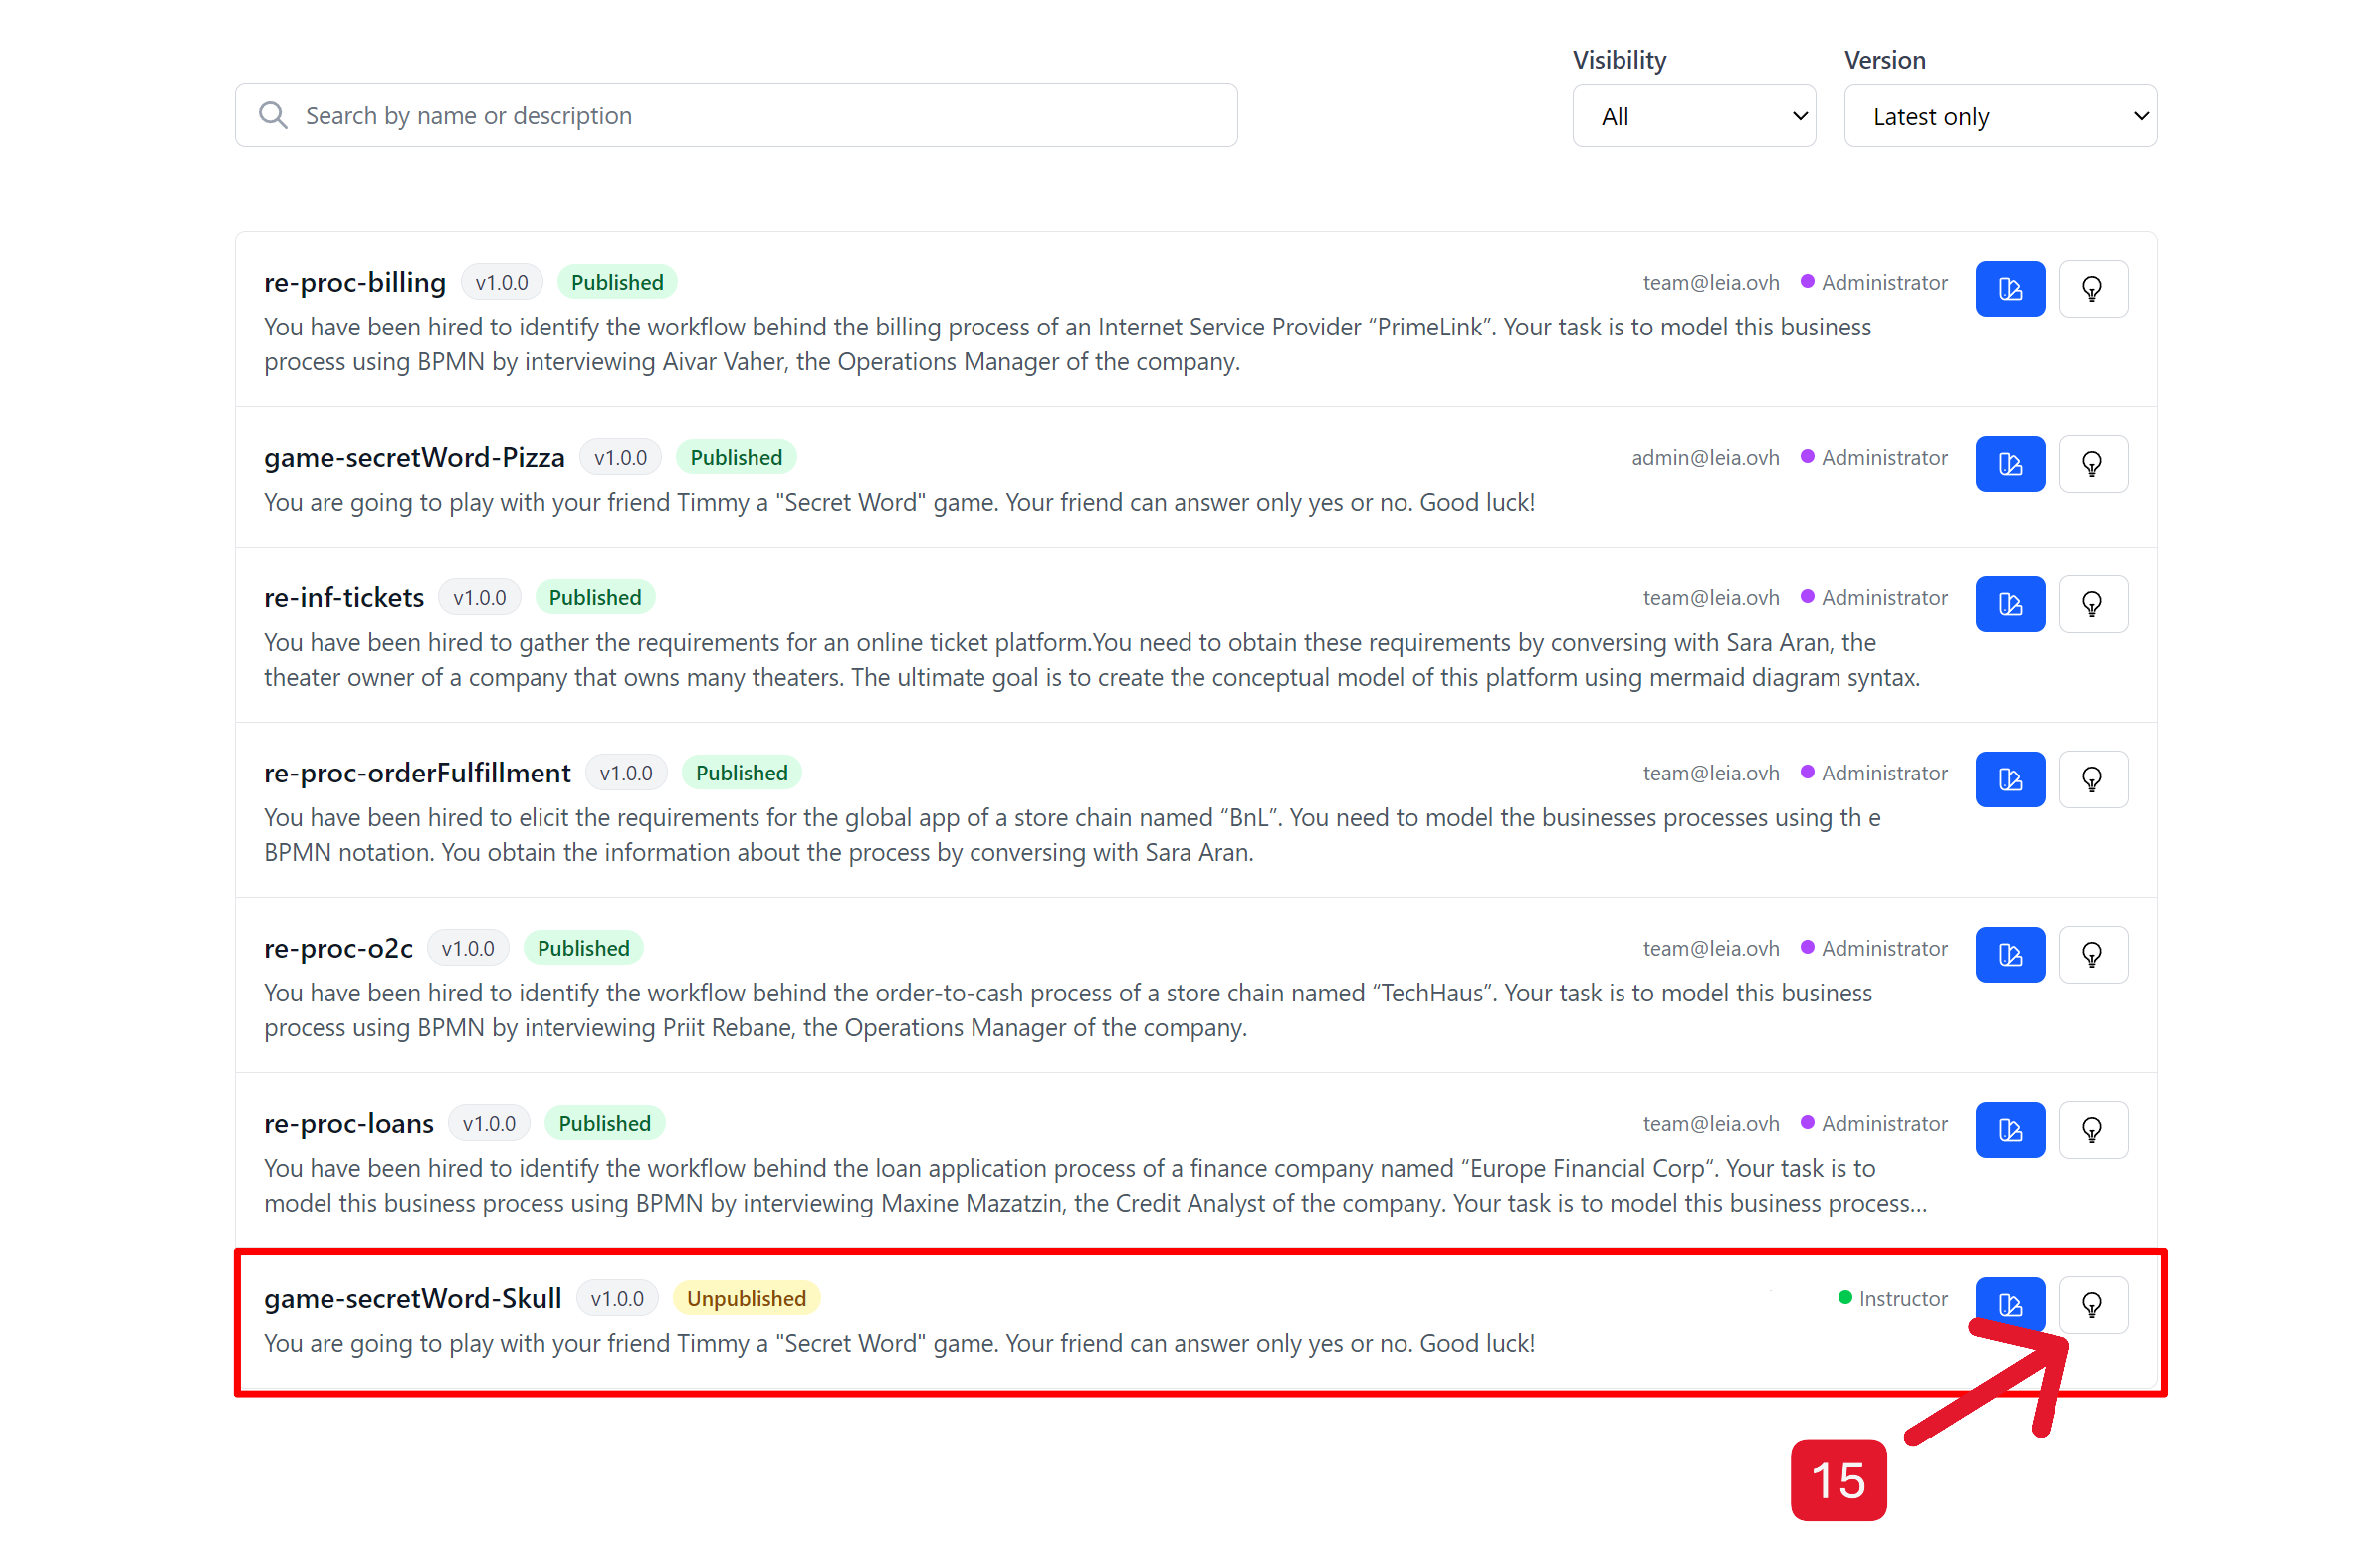 Visibility
Version
Search by name or description
All
Latest only
re-proc-billing v1.0.0 Published team@leia.ovh Administrator
You have been hired to identify the workflow behind the billing process of an Internet Service Provider “PrimeLink”. Your task is to model this business
process using BPMN by interviewing Aivar Vaher, the Operations Manager of the company.
game-secretWord-Pizza v1.0.0 Published admin@leia.ovh Administrator
You are going to play with your friend Timmy a "Secret Word" game. Your friend can answer only yes or no. Good luck!
re-inf-tickets v1.0.0 Published team@leia.ovh Administrator
You have been hired to gather the requirements for an online ticket platform.You need to obtain these requirements by conversing with Sara Aran, the
theater owner of a company that owns many theaters. The ultimate goal is to create the conceptual model of this platform using mermaid diagram syntax.
re-proc-orderFulfillment v1.0.0 Published team@leia.ovh Administrator
You have been hired to elicit the requirements for the global app of a store chain named “BnL”. You need to model the businesses processes using th e
BPMN notation. You obtain the information about the process by conversing with Sara Aran.
re-proc-o2c v1.0.0 Published team@leia.ovh Administrator
You have been hired to identify the workflow behind the order-to-cash process of a store chain named “TechHaus”. Your task is to model this business
process using BPMN by interviewing Priit Rebane, the Operations Manager of the company.
re-proc-loans v1.0.0 Published team@leia.ovh Administrator
You have been hired to identify the workflow behind the loan application process of a finance company named “Europe Financial Corp“. Your task is to
model this business process using BPMN by interviewing Maxine Mazatzin, the Credit Analyst of the company. Your task is to model this business process...
game-secretWord-Skull v1.0.0 Unpublished Instructor
You are going to play with your friend Timmy a "Secret Word" game. Your friend can answer only yes or no. Good luck!
15